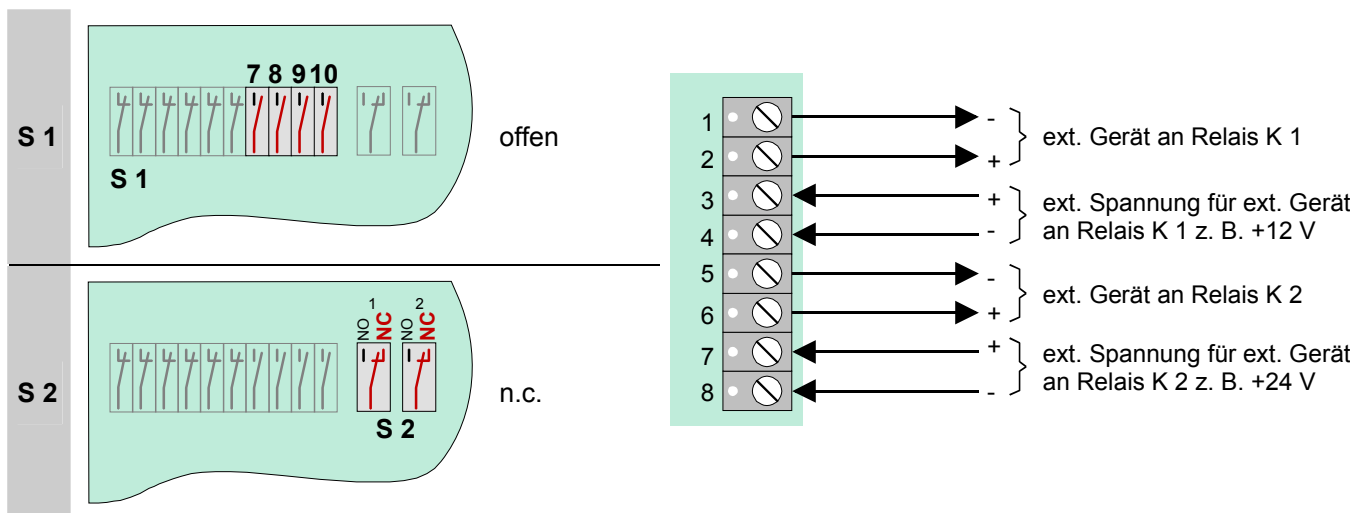 S 1
7 8 9 10
S 1
offen
S 2
1 2
NO NC NO NC
S 2
n.c.
1 -
2 +
ext. Gerät an Relais K 1
3 +
4 -
ext. Spannung für ext. Gerät
an Relais K 1 z. B. +12 V
5 -
6 +
ext. Gerät an Relais K 2
7 +
8 -
ext. Spannung für ext. Gerät
an Relais K 2 z. B. +24 V